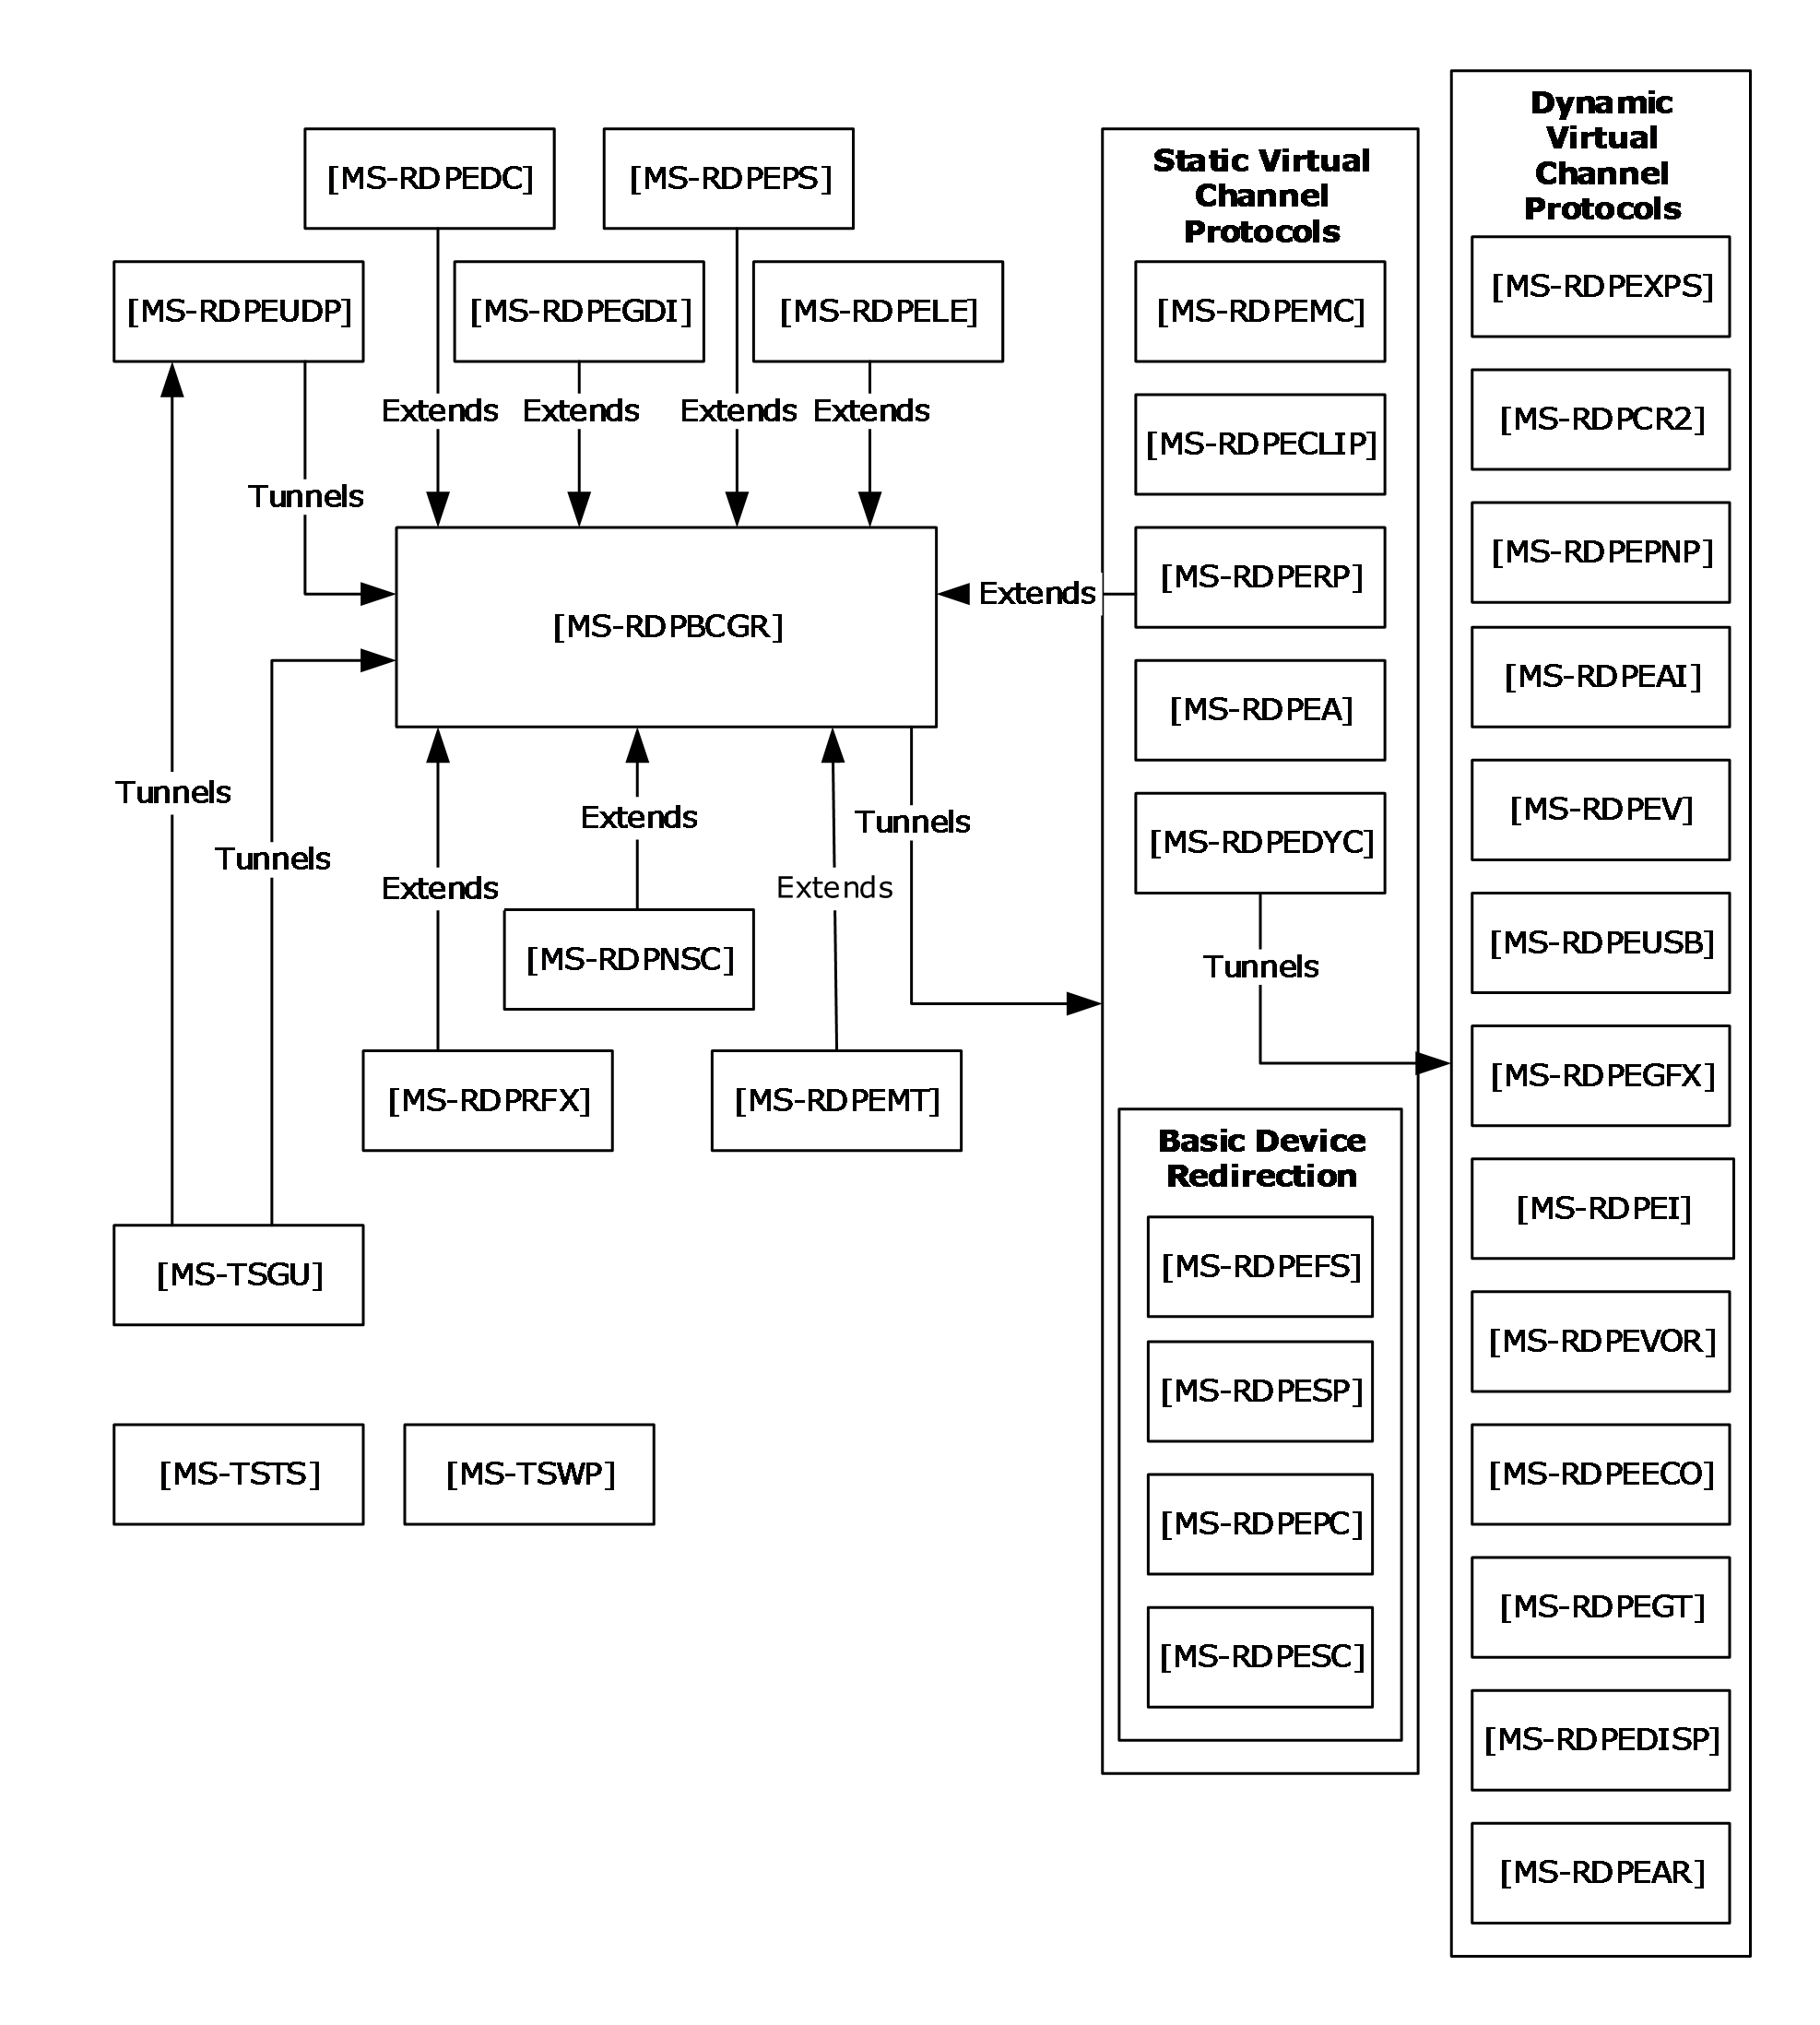 [MS-RDPEDC]
[MS-RDPEPS]
[MS-RDPEUDP]
[MS-RDPEGDI]
[MS-RDPELE]
Extends
Extends
Extends
Extends
Tunnels
[MS-RDPBCGR]
Extends
Tunnels
Tunnels
Extends
Extends
Extends
Tunnels
[MS-RDPNSC]
[MS-RDPRFX]
[MS-RDPEMT]
[MS-TSGU]
[MS-TSTS]
[MS-TSWP]
Static Virtual
Channel
Protocols
[MS-RDPEMC]
[MS-RDPECLIP]
[MS-RDPERP]
[MS-RDPEA]
[MS-RDPEDYC]
Tunnels
Basic Device
Redirection
[MS-RDPEFS]
[MS-RDPESP]
[MS-RDPEPC]
[MS-RDPESC]
Dynamic
Virtual
Channel
Protocols
[MS-RDPEXPS]
[MS-RDPCR2]
[MS-RDPEPNP]
[MS-RDPEAI]
[MS-RDPEV]
[MS-RDPEUSB]
[MS-RDPEGFX]
[MS-RDPEI]
[MS-RDPEVOR]
[MS-RDPEECO]
[MS-RDPEGT]
[MS-RDPEDISP]
[MS-RDPEAR]